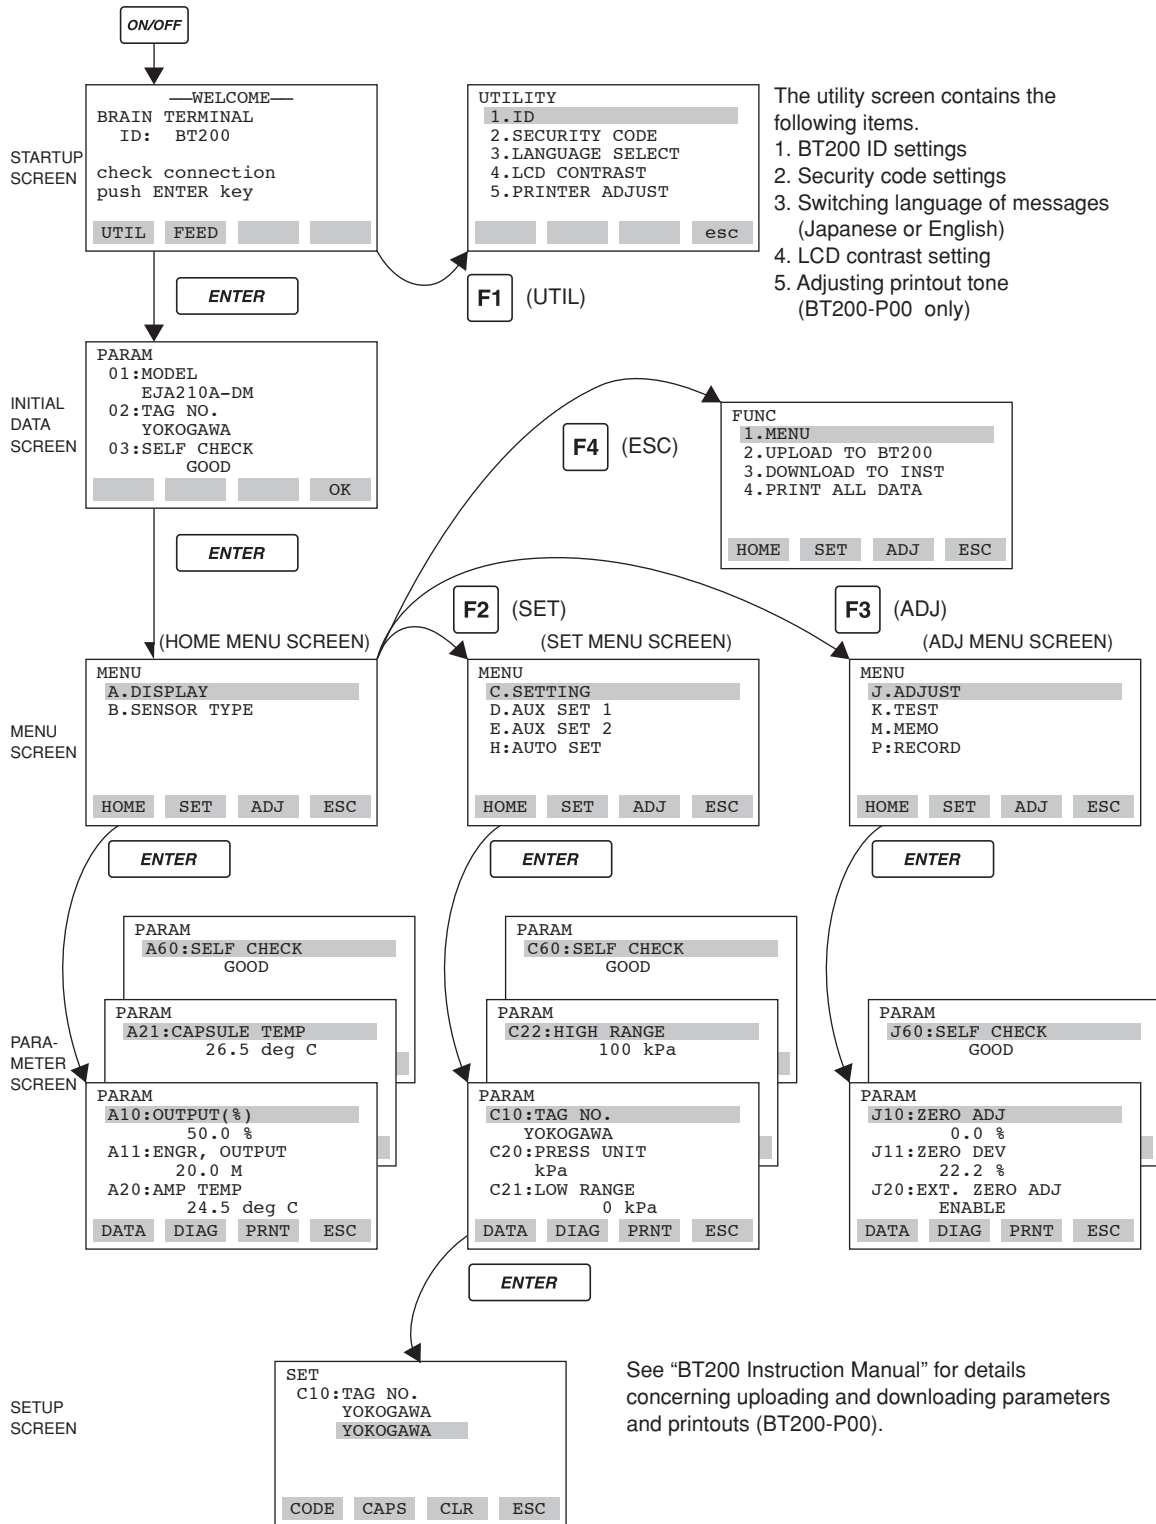 ON/OFF
STARTUP
SCREEN
——WELCOME——
BRAIN TERMINAL
ID: BT200
check connection
push ENTER key
UTIL FEED
UTILITY
1.ID
2.SECURITY CODE
3.LANGUAGE SELECT
4.LCD CONTRAST
5.PRINTER ADJUST
esc
The utility screen contains the
following items.
1. BT200 ID settings
2. Security code settings
3. Switching language of messages
(Japanese or English)
4. LCD contrast setting
5. Adjusting printout tone
(BT200-P00 only)
ENTER
F1 (UTIL)
INITIAL
DATA
SCREEN
PARAM
01:MODEL
EJA210A-DM
02:TAG NO.
YOKOGAWA
03:SELF CHECK
GOOD
OK
F4 (ESC)
FUNC
1.MENU
2.UPLOAD TO BT200
3.DOWNLOAD TO INST
4.PRINT ALL DATA
HOME SET ADJ ESC
ENTER
F2 (SET)
F3 (ADJ)
(HOME MENU SCREEN)
(SET MENU SCREEN)
(ADJ MENU SCREEN)
MENU
SCREEN
MENU
A.DISPLAY
B.SENSOR TYPE
HOME SET ADJ ESC
MENU
C.SETTING
D.AUX SET 1
E.AUX SET 2
H:AUTO SET
HOME SET ADJ ESC
MENU
J.ADJUST
K.TEST
M.MEMO
P:RECORD
HOME SET ADJ ESC
ENTER
ENTER
ENTER
PARA-
METER
SCREEN
PARAM
A60:SELF CHECK
GOOD
PARAM
A21:CAPSULE TEMP
26.5 deg C
PARAM
A10:OUTPUT(%)
50.0 %
A11:ENGR, OUTPUT
20.0 M
A20:AMP TEMP
24.5 deg C
DATA DIAG PRNT ESC
PARAM
C60:SELF CHECK
GOOD
PARAM
C22:HIGH RANGE
100 kPa
PARAM
C10:TAG NO.
YOKOGAWA
C20:PRESS UNIT
kPa
C21:LOW RANGE
0 kPa
DATA DIAG PRNT ESC
PARAM
J60:SELF CHECK
GOOD
PARAM
J10:ZERO ADJ
0.0 %
J11:ZERO DEV
22.2 %
J20:EXT. ZERO ADJ
ENABLE
DATA DIAG PRNT ESC
ENTER
SETUP
SCREEN
SET
C10:TAG NO.
YOKOGAWA
YOKOGAWA
CODE CAPS CLR ESC
See “BT200 Instruction Manual” for details
concerning uploading and downloading parameters
and printouts (BT200-P00).